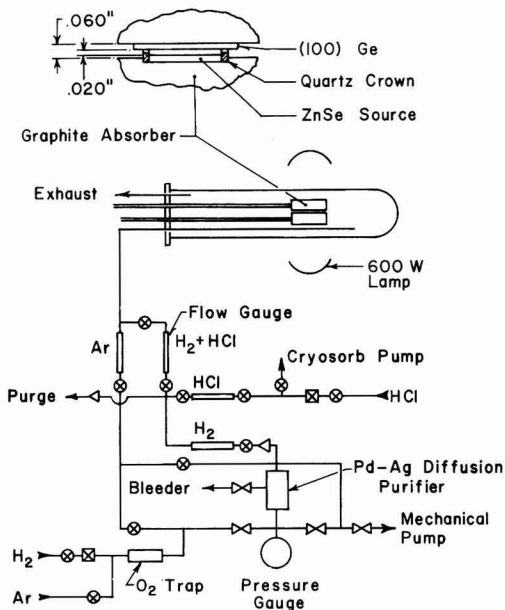 .060"
.020"
(100) Ge
Quartz Crown
ZnSe Source
Graphite Absorber
Exhaust
600 W
Lamp
Flow Gauge
Ar
H₂+HCl
Cryosorb Pump
HCl
Purge
HCl
H₂
Pd-Ag Diffusion
Purifier
Bleeder
Mechanical
Pump
H₂
Ar
O₂ Trap
Pressure
Gauge